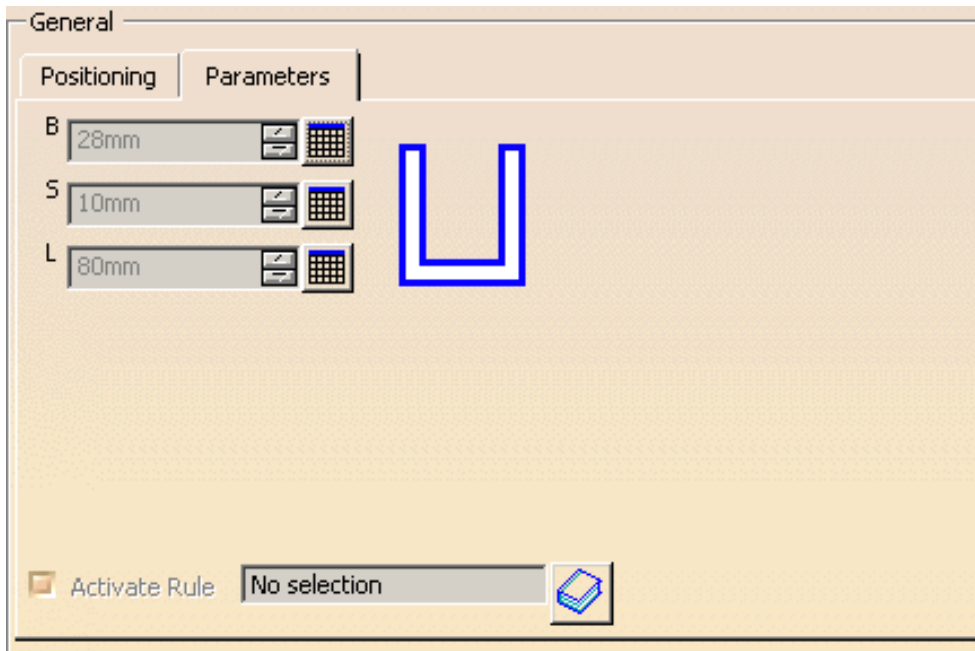 General
Positioning Parameters
B 28mm
S 10mm
L 80mm
Activate Rule No selection